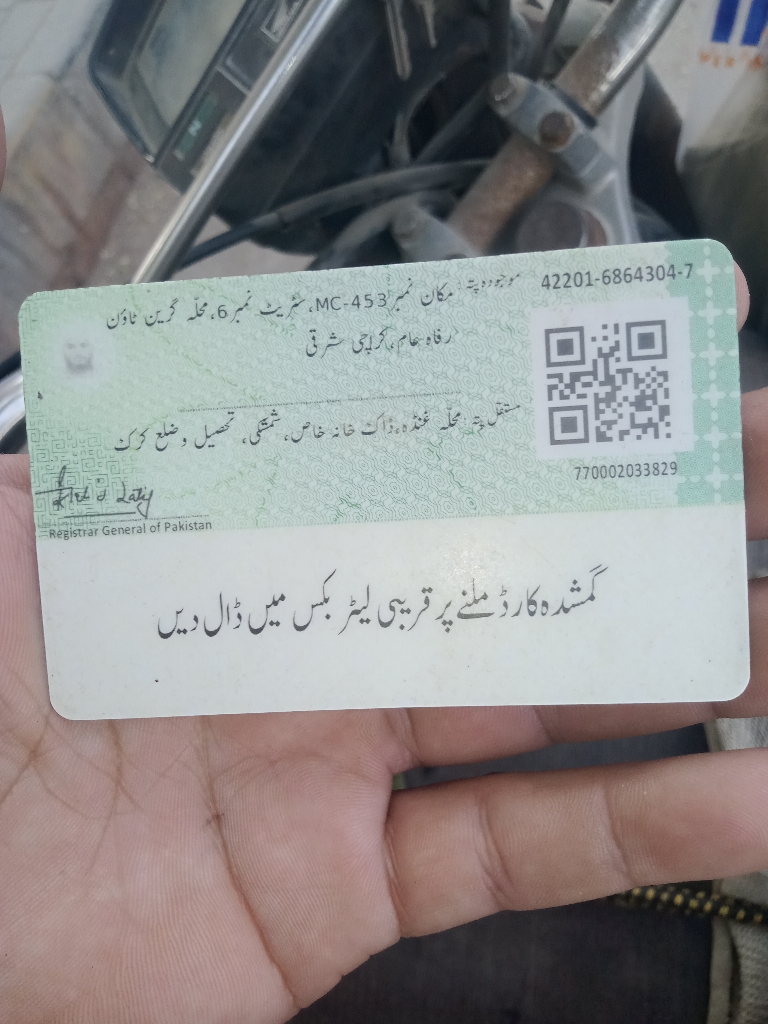 42201-6864304-7
موجودہ پتہ: مکان نمبر MC-453، سٹریٹ نمبر 6، محلہ گرین ٹاؤن
رفاہ عام، کراچی شرقی
مستقل پتہ: محلہ غنڈہ، ڈاک خانہ خاص، شمشکی، تحصیل و ضلع کرک
770002033829
Registrar General of Pakistan
گمشدہ کارڈ ملنے پر قریبی لیٹر بکس میں ڈال دیں